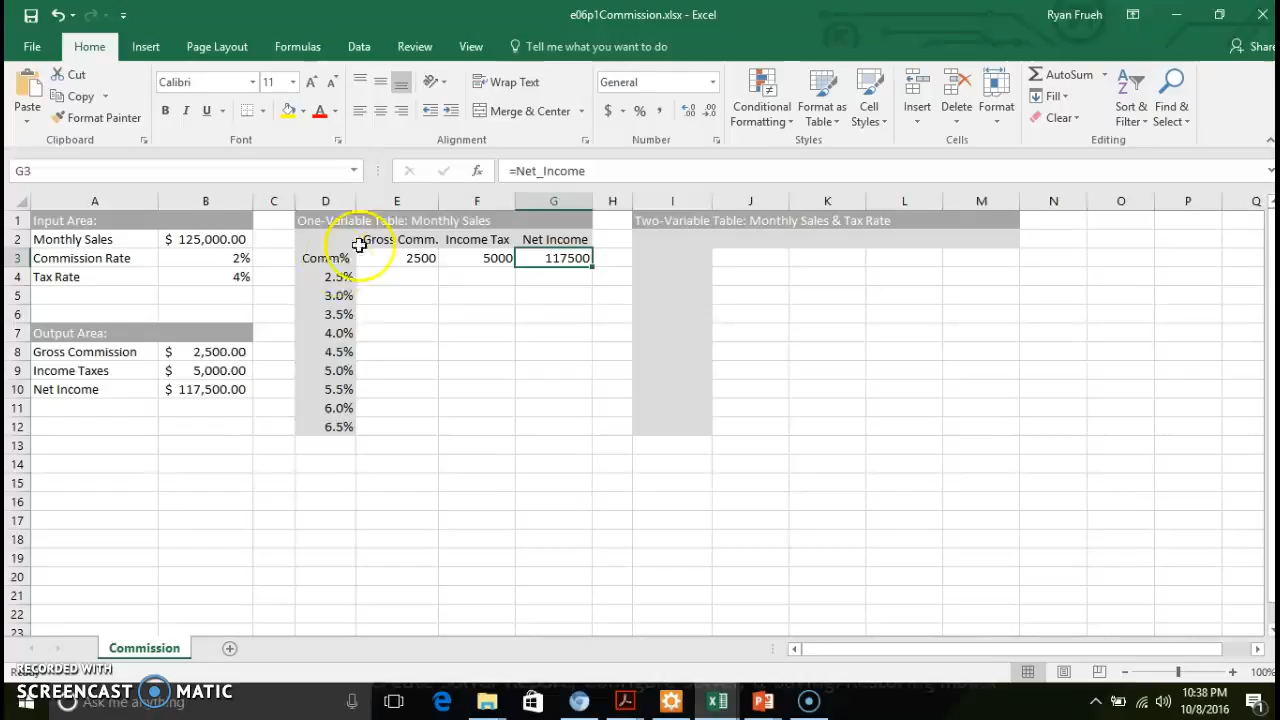 e06p1Commission.xlsx - Excel
Ryan Frueh
File Home Insert Page Layout Formulas Data Review View Tell me what you want to do Share
Paste
Cut
Copy
Format Painter
Clipboard
Calibri 11
B I U
Font
Wrap Text
Merge & Center
Alignment
General
$ %
Number
Conditional Formatting
Format as Table
Cell Styles
Styles
Insert Delete Format
Cells
AutoSum
Fill
Clear
Sort & Filter
Find & Select
Editing
G3 fx =Net_Income
A B C D E F G H I J K L M N O P Q
1 Input Area: One-Variable Table: Monthly Sales Two-Variable Table: Monthly Sales & Tax Rate
2 Monthly Sales $ 125,000.00 Gross Comm. Income Tax Net Income
3 Commission Rate 2% Comm% 2500 5000 117500
4 Tax Rate 4% 2.5%
5 3.0%
6 3.5%
7 Output Area: 4.0%
8 Gross Commission $ 2,500.00 4.5%
9 Income Taxes $ 5,000.00 5.0%
10 Net Income $ 117,500.00 5.5%
11 6.0%
12 6.5%
13
14
15
16
17
18
19
20
21
22
23
Commission
100%
RECORDED WITH
SCREENCAST MATIC
Ask me anything
10:38 PM
10/8/2016